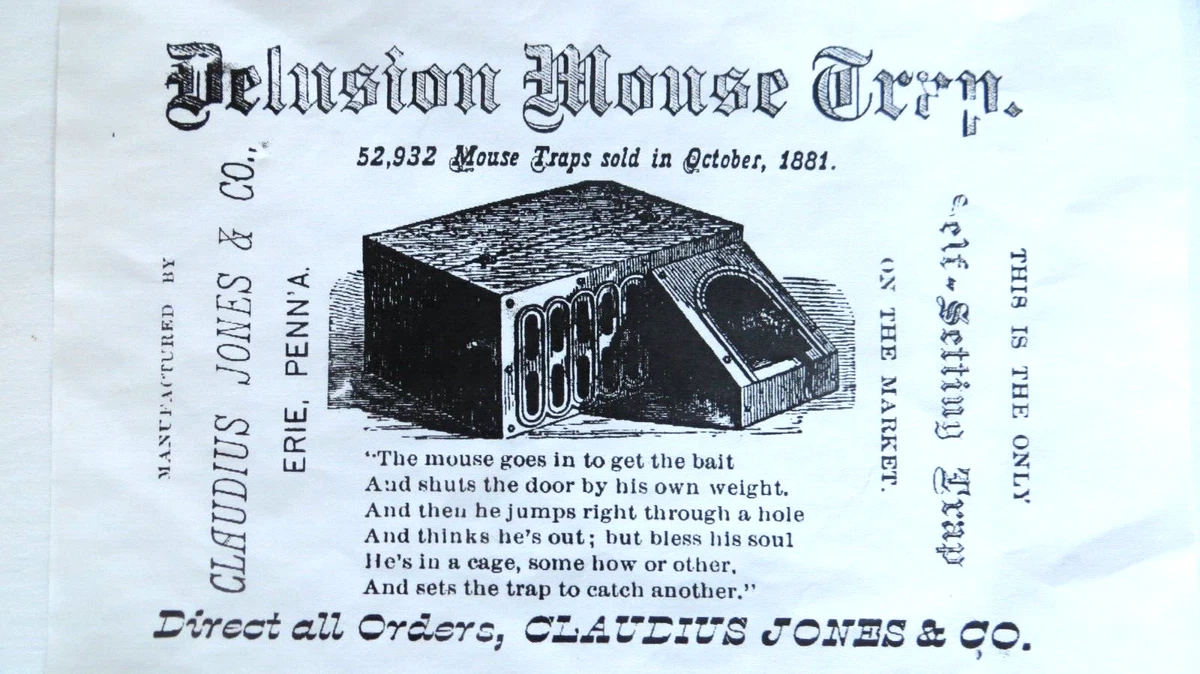 Delusion Mouse Trap.
52,932 Mouse Traps sold in October, 1881.
MANUFACTURED BY
CLAUDIUS JONES & CO.,
ERIE, PENN'A.
THIS IS THE ONLY
Self-Setting Trap
ON THE MARKET.
"The mouse goes in to get the bait
And shuts the door by his own weight.
And then he jumps right through a hole
And thinks he's out; but bless his soul
He's in a cage, some how or other,
And sets the trap to catch another."
Direct all Orders, CLAUDIUS JONES & CO.